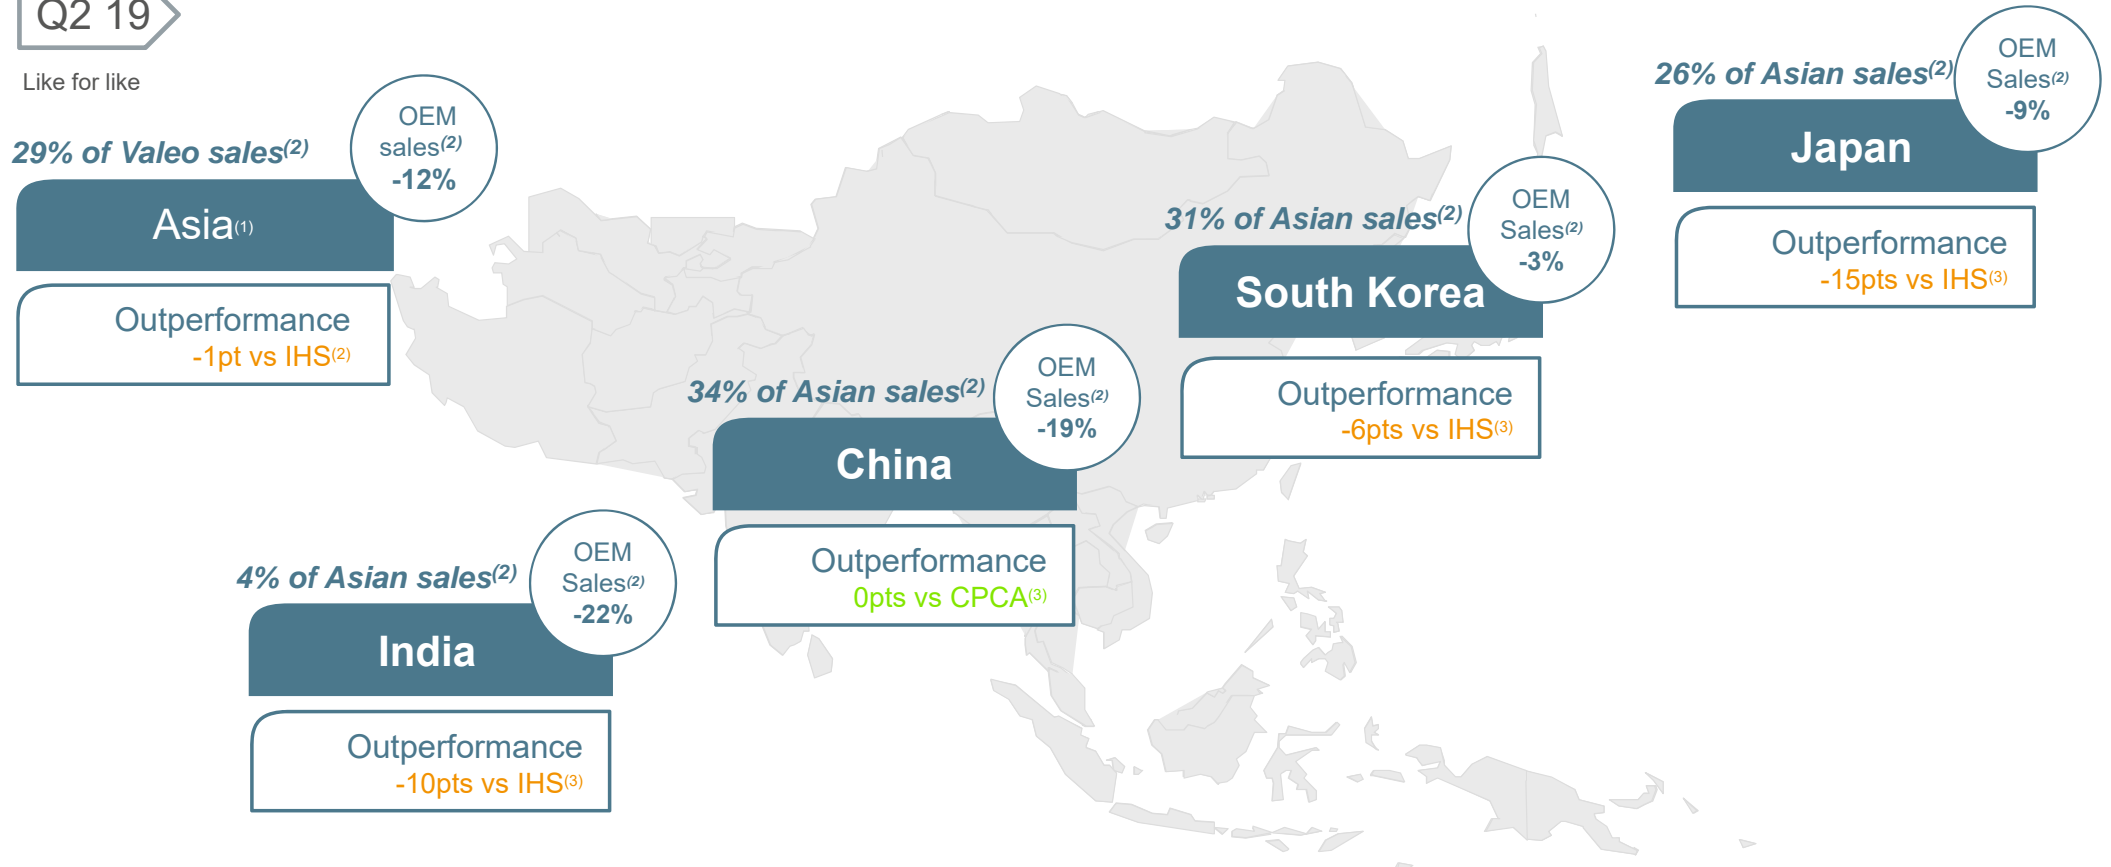 Q2 19
Like for like
29% of Valeo sales(2)
OEM
sales(2)
-12%
Asia(1)
Outperformance
-1pt vs IHS(2)
26% of Asian sales(2)
OEM
Sales(2)
-9%
Japan
Outperformance
-15pts vs IHS(3)
31% of Asian sales(2)
OEM
Sales(2)
-3%
South Korea
Outperformance
-6pts vs IHS(3)
34% of Asian sales(2)
OEM
Sales(2)
-19%
China
Outperformance
0pts vs CPCA(3)
4% of Asian sales(2)
OEM
Sales(2)
-22%
India
Outperformance
-10pts vs IHS(3)